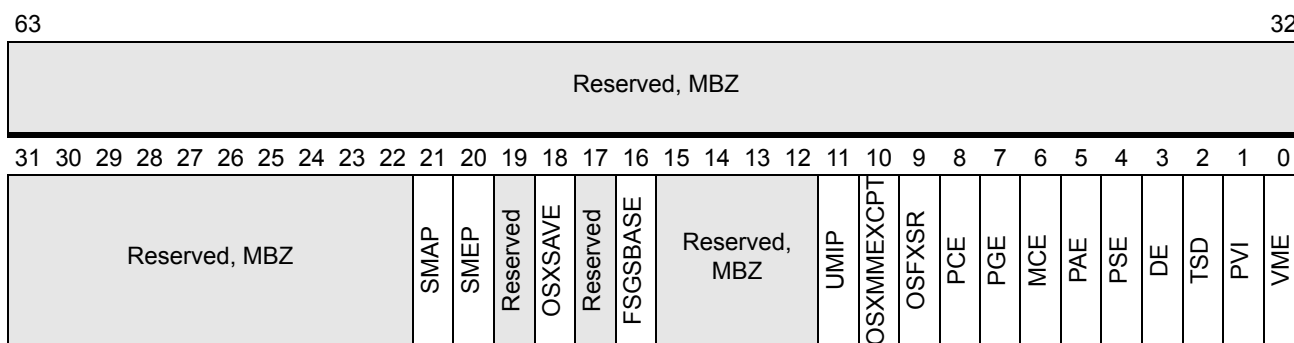 63 32
Reserved, MBZ
31 30 29 28 27 26 25 24 23 22 21 20 19 18 17 16 15 14 13 12 11 10 9 8 7 6 5 4 3 2 1 0
Reserved, MBZ
SMAP
SMEP
Reserved
OSXSAVE
Reserved
FSGSBASE
Reserved,
MBZ
UMIP
OSXMMEXCPT
OSFXSR
PCE
PGE
MCE
PAE
PSE
DE
TSD
PVI
VME